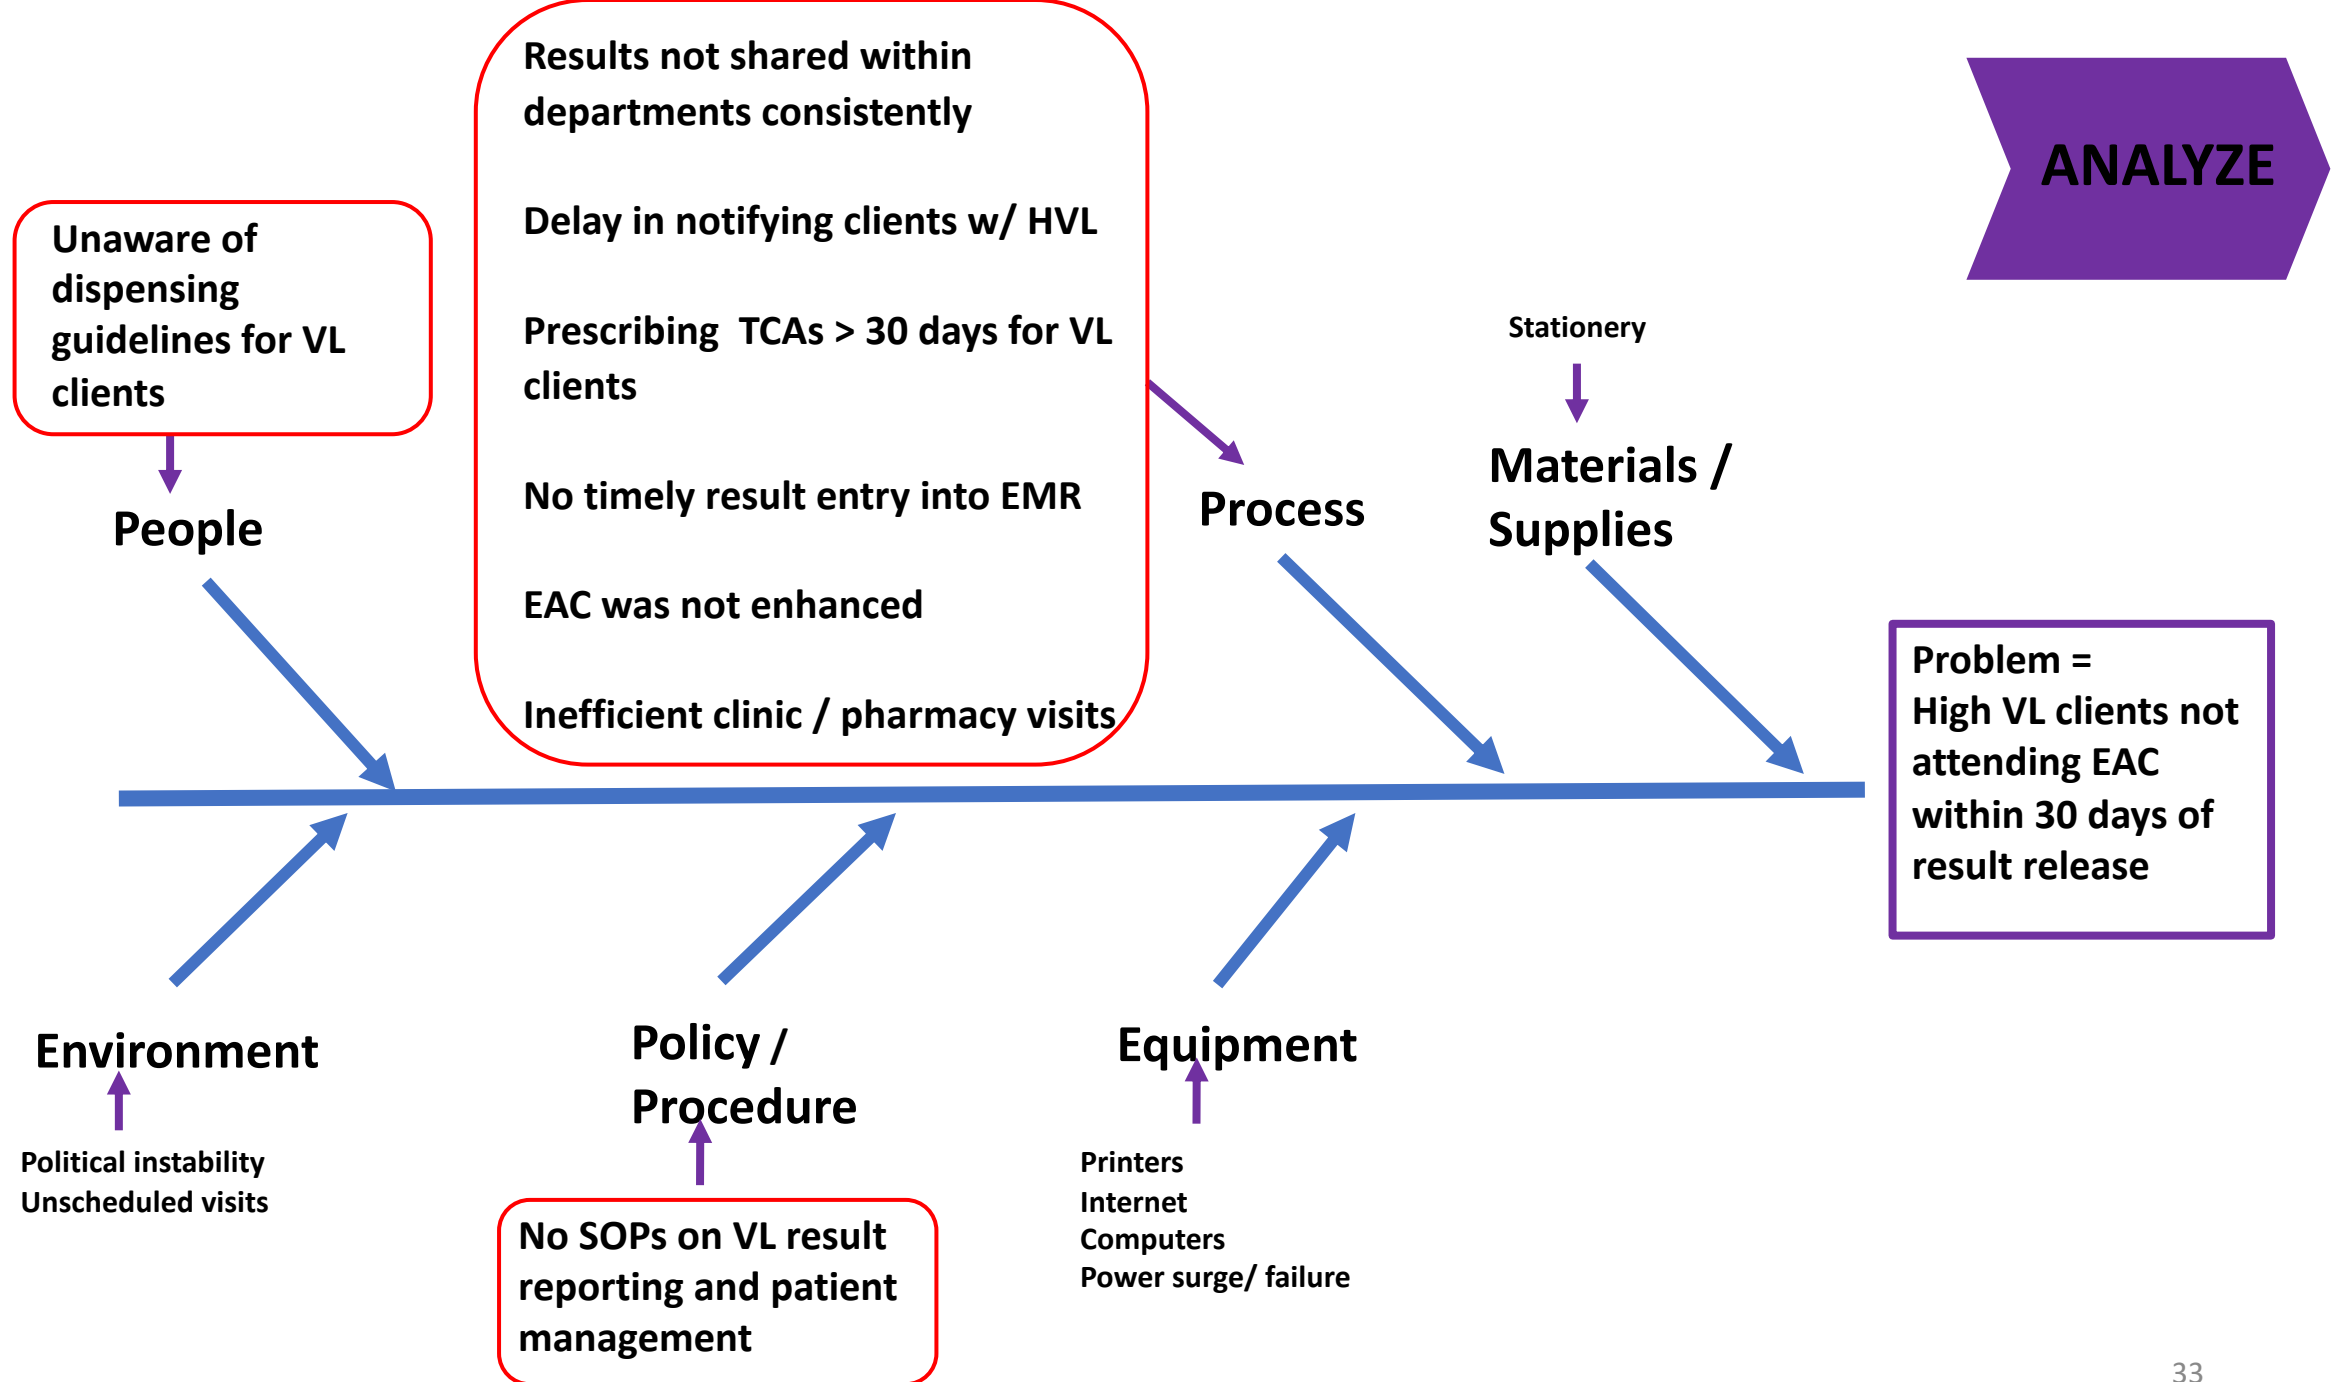 Results not shared within
departments consistently
Delay in notifying clients w/ HVL
Prescribing  TCAs > 30 days for VL
clients
No timely result entry into EMR
EAC was not enhanced
Inefficient clinic / pharmacy visits
ANALYZE
Unaware of
dispensing
guidelines for VL
clients
People
Process
Stationery
Materials /
Supplies
Problem =
High VL clients not
attending EAC
within 30 days of
result release
Environment
Political instability
Unscheduled visits
Policy /
Procedure
No SOPs on VL result
reporting and patient
management
Equipment
Printers
Internet
Computers
Power surge/ failure
33